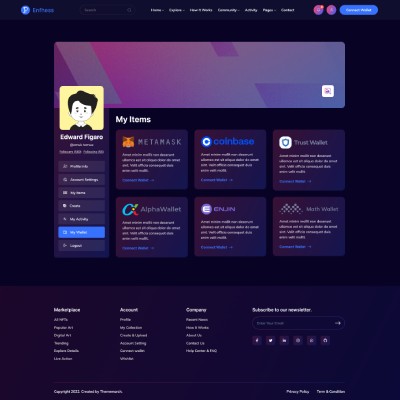 Enftese
Search
Home
Explore
How It Works
Community
Activity
Pages
Contact
Connect Wallet
Edward Figaro
My Items
METAMASK
Amet minim mollit non deserunt
ullamco est sit aliqua dolor do amet
sint. Velit officia consequat duis
enim velit mollit.
Connect Wallet
coinbase
Amet minim mollit non deserunt
ullamco est sit aliqua dolor do amet
sint. Velit officia consequat duis
enim velit mollit.
Connect Wallet
Trust Wallet
Amet minim mollit non deserunt
ullamco est sit aliqua dolor do amet
sint. Velit officia consequat duis
enim velit mollit.
Connect Wallet
Profile Info
Account Settings
My Items
Create
My Activity
My Wallet
Logout
AlphaWallet
Amet minim mollit non deserunt
ullamco est sit aliqua dolor do amet
sint. Velit officia consequat duis
enim velit mollit.
Connect Wallet
ENJIN
Amet minim mollit non deserunt
ullamco est sit aliqua dolor do amet
sint. Velit officia consequat duis
enim velit mollit.
Connect Wallet
Math Wallet
Amet minim mollit non deserunt
ullamco est sit aliqua dolor do amet
sint. Velit officia consequat duis
enim velit mollit.
Connect Wallet
Marketplace
All NFTs
Popular Art
Digital Art
Trending
Explore Details
Live Action
Account
Profile
My Collection
Create & Upload
Account Setting
Connect wallet
Wishlist
Company
Recent News
How It Works
About Us
Contact Us
Help Center & FAQ
Subscribe to our newsletter.
Enter Your Email
Copyright 2022. Created by Thememarch.
Privacy Policy
Term & Condition